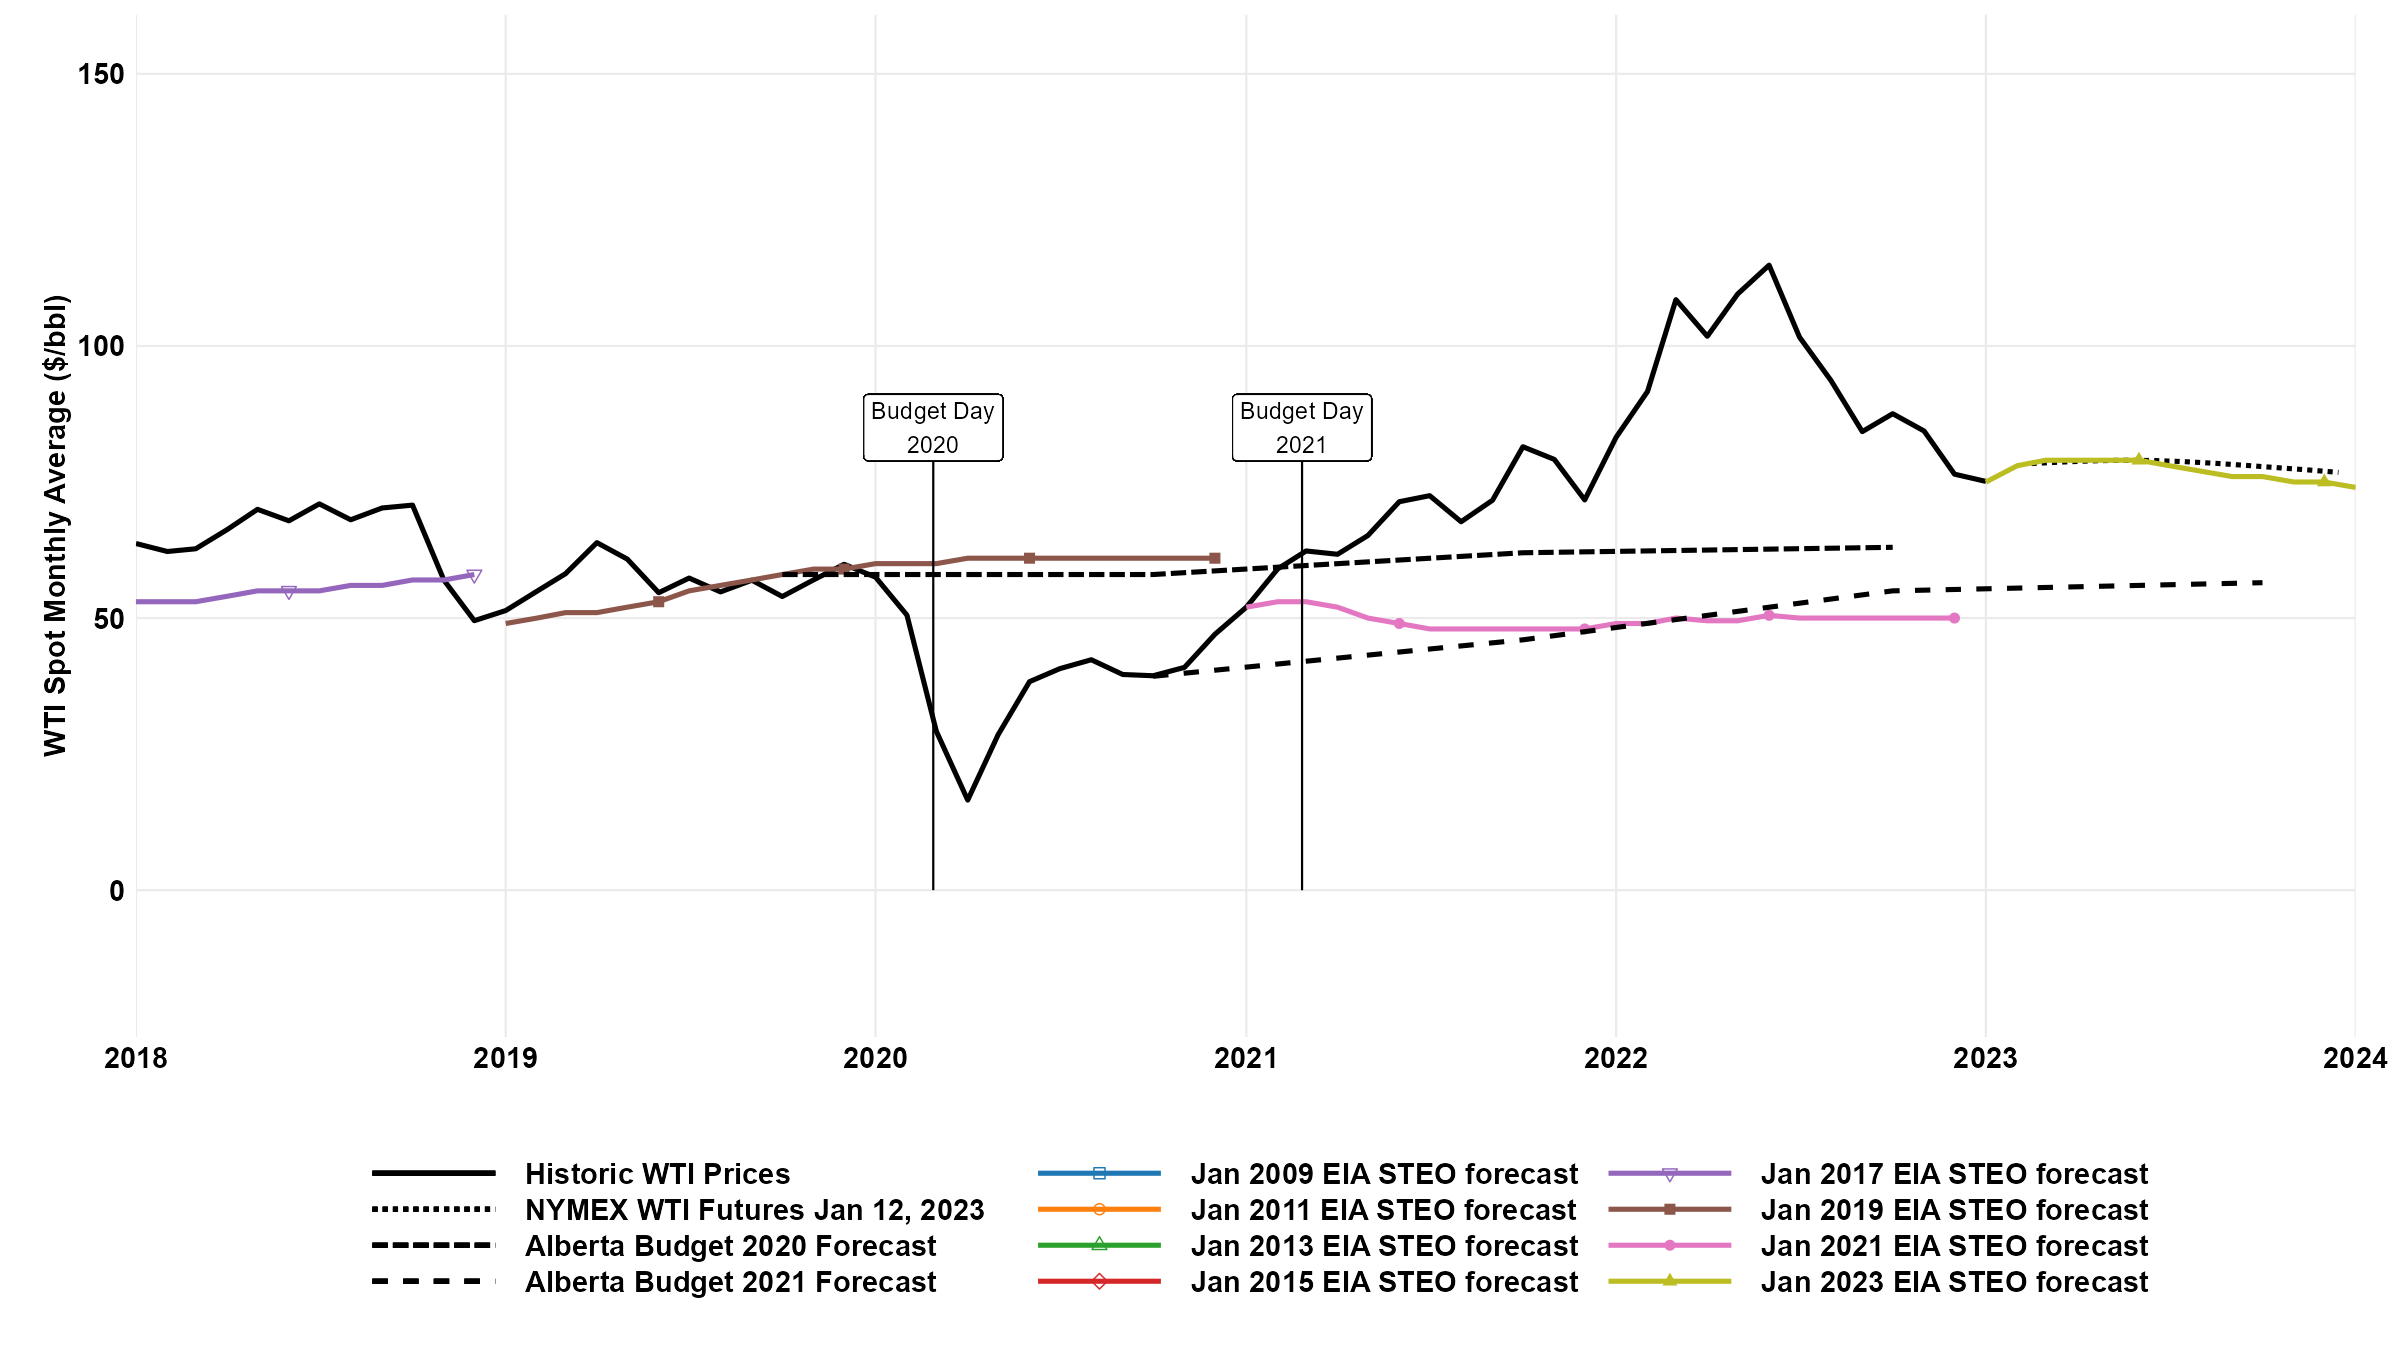 150
100
50
0
WTI Spot Monthly Average ($/bbl)
Budget Day
2020
Budget Day
2021
2018
2019
2020
2021
2022
2023
2024
Historic WTI Prices
NYMEX WTI Futures Jan 12, 2023
Alberta Budget 2020 Forecast
Alberta Budget 2021 Forecast
Jan 2009 EIA STEO forecast
Jan 2011 EIA STEO forecast
Jan 2013 EIA STEO forecast
Jan 2015 EIA STEO forecast
Jan 2017 EIA STEO forecast
Jan 2019 EIA STEO forecast
Jan 2021 EIA STEO forecast
Jan 2023 EIA STEO forecast